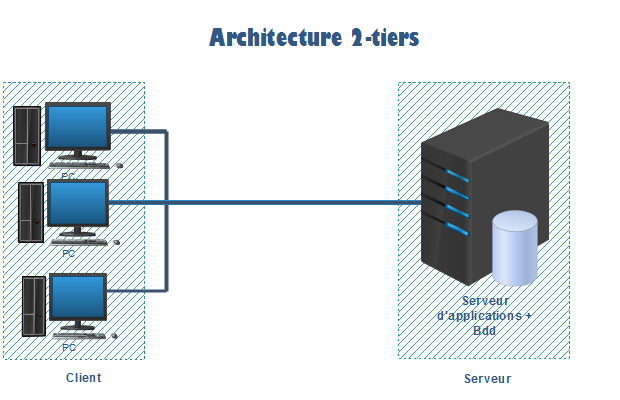 Architecture 2-tiers
PC
PC
PC
Client
Serveur
d'applications +
Bdd
Serveur